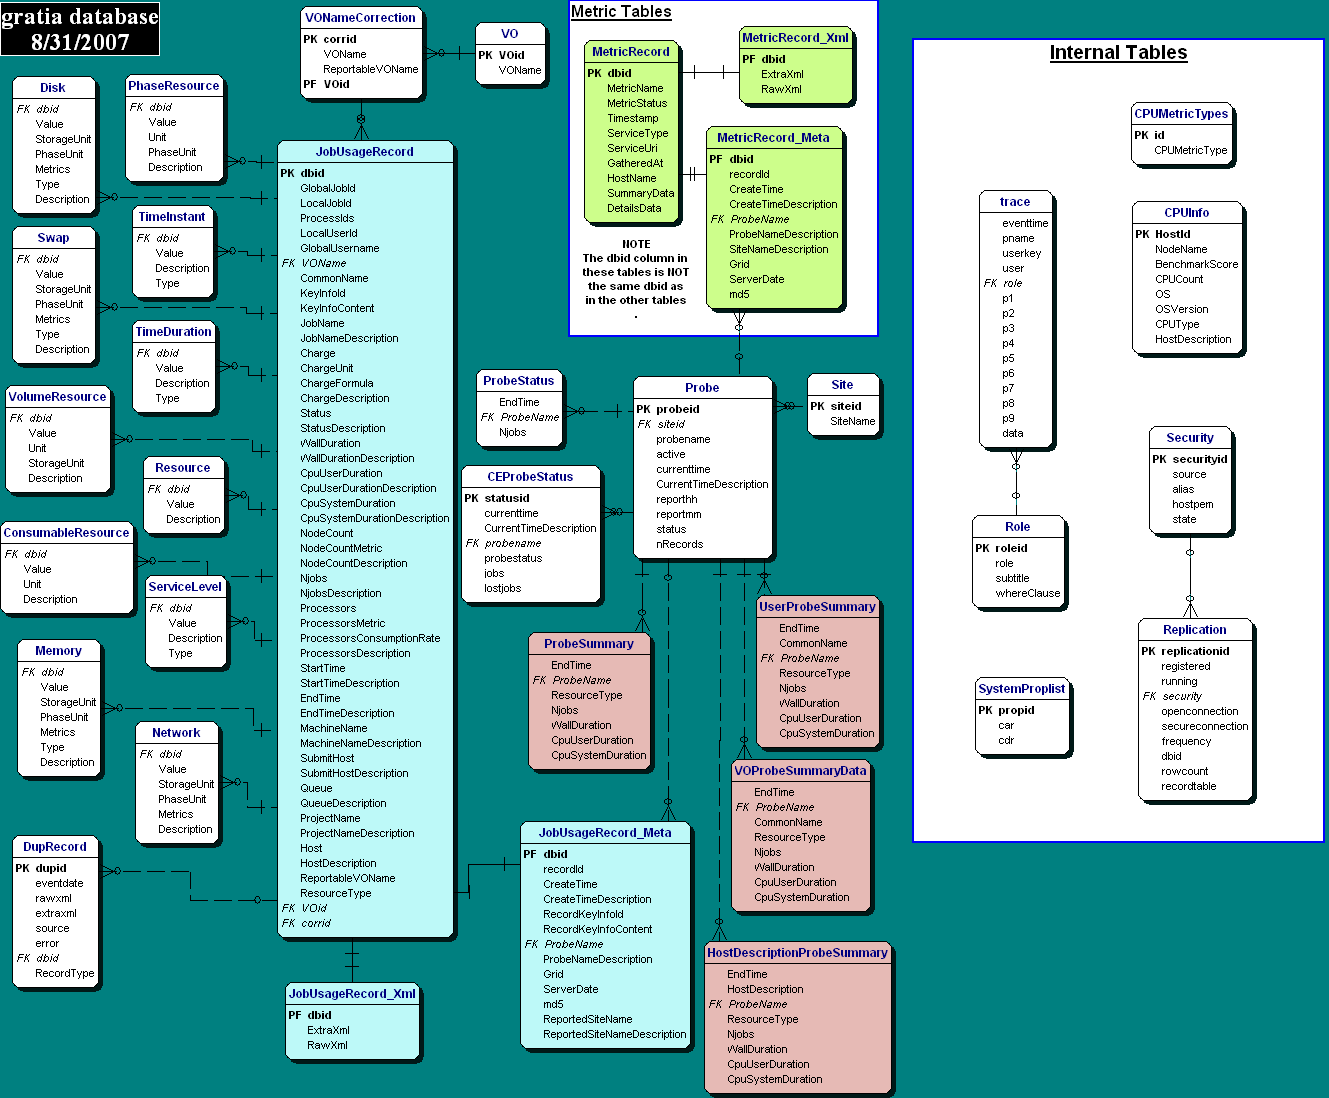 gratia database
8/31/2007
VONameCorrection
PK corrid
VOName
ReportableVOName
PF VOid
VO
PK VOid
VOName
Disk
FK dbid
Value
StorageUnit
PhaseUnit
Metrics
Type
Description
PhaseResource
FK dbid
Value
Unit
PhaseUnit
Description
TimeInstant
FK dbid
Value
Description
Type
Swap
FK dbid
Value
StorageUnit
PhaseUnit
Metrics
Type
Description
TimeDuration
FK dbid
Value
Description
Type
VolumeResource
FK dbid
Value
Unit
StorageUnit
Description
Resource
FK dbid
Value
Description
ConsumableResource
FK dbid
Value
Unit
Description
ServiceLevel
FK dbid
Value
Description
Type
Memory
FK dbid
Value
StorageUnit
PhaseUnit
Metrics
Type
Description
Network
FK dbid
Value
StorageUnit
PhaseUnit
Metrics
Description
DupRecord
PK dupid
eventdate
rawxml
extraxml
source
error
FK dbid
RecordType
JobUsageRecord
PK dbid
GlobalJobId
LocalJobId
ProcessIds
LocalUserId
GlobalUsername
FK VOName
CommonName
KeyInfoId
KeyInfoContent
JobName
JobNameDescription
Charge
ChargeUnit
ChargeFormula
ChargeDescription
Status
StatusDescription
WallDuration
WallDurationDescription
CpuUserDuration
CpuUserDurationDescription
CpuSystemDuration
CpuSystemDurationDescription
NodeCount
NodeCountMetric
NodeCountDescription
Njobs
NjobsDescription
Processors
ProcessorsMetric
ProcessorsConsumptionRate
ProcessorsDescription
StartTime
StartTimeDescription
EndTime
EndTimeDescription
MachineName
MachineNameDescription
SubmitHost
SubmitHostDescription
Queue
QueueDescription
ProjectName
ProjectNameDescription
Host
HostDescription
ReportableVOName
ResourceType
FK VOid
FK corrid
JobUsageRecord_Xml
PF dbid
ExtraXml
RawXml
Metric Tables
MetricRecord
PK dbid
MetricName
MetricStatus
Timestamp
ServiceType
ServiceUri
GatheredAt
HostName
SummaryData
DetailsData
MetricRecord_Xml
PF dbid
ExtraXml
RawXml
MetricRecord_Meta
PF dbid
recordId
CreateTime
CreateTimeDescription
FK ProbeName
ProbeNameDescription
SiteNameDescription
Grid
ServerDate
md5
NOTE
The dbid column in
these tables is NOT
the same dbid as
in the other tables
.
ProbeStatus
EndTime
FK ProbeName
Njobs
Probe
PK probeid
FK siteid
probename
active
currenttime
CurrentTimeDescription
reporthh
reportmm
status
nRecords
Site
PK siteid
SiteName
CEProbeStatus
PK statusid
currenttime
CurrentTimeDescription
FK probename
probestatus
jobs
lostjobs
ProbeSummary
EndTime
FK ProbeName
ResourceType
Njobs
WallDuration
CpuUserDuration
CpuSystemDuration
UserProbeSummary
EndTime
CommonName
FK ProbeName
ResourceType
Njobs
WallDuration
CpuUserDuration
CpuSystemDuration
VOProbeSummaryData
EndTime
FK ProbeName
CommonName
ResourceType
Njobs
WallDuration
CpuUserDuration
CpuSystemDuration
JobUsageRecord_Meta
PF dbid
recordId
CreateTime
CreateTimeDescription
RecordKeyInfoId
RecordKeyInfoContent
FK ProbeName
ProbeNameDescription
Grid
ServerDate
md5
ReportedSiteName
ReportedSiteNameDescription
HostDescriptionProbeSummary
EndTime
HostDescription
FK ProbeName
ResourceType
Njobs
WallDuration
CpuUserDuration
CpuSystemDuration
Internal Tables
CPUMetricTypes
PK id
CPUMetricType
trace
eventtime
pname
userkey
user
FK role
p1
p2
p3
p4
p5
p6
p7
p8
p9
data
CPUInfo
PK HostId
NodeName
BenchmarkScore
CPUCount
OS
OSVersion
CPUType
HostDescription
Security
PK securityid
source
alias
hostpem
state
Role
PK roleid
role
subtitle
whereClause
Replication
PK replicationid
registered
running
FK security
openconnection
secureconnection
frequency
dbid
rowcount
recordtable
SystemProplist
PK propid
car
cdr